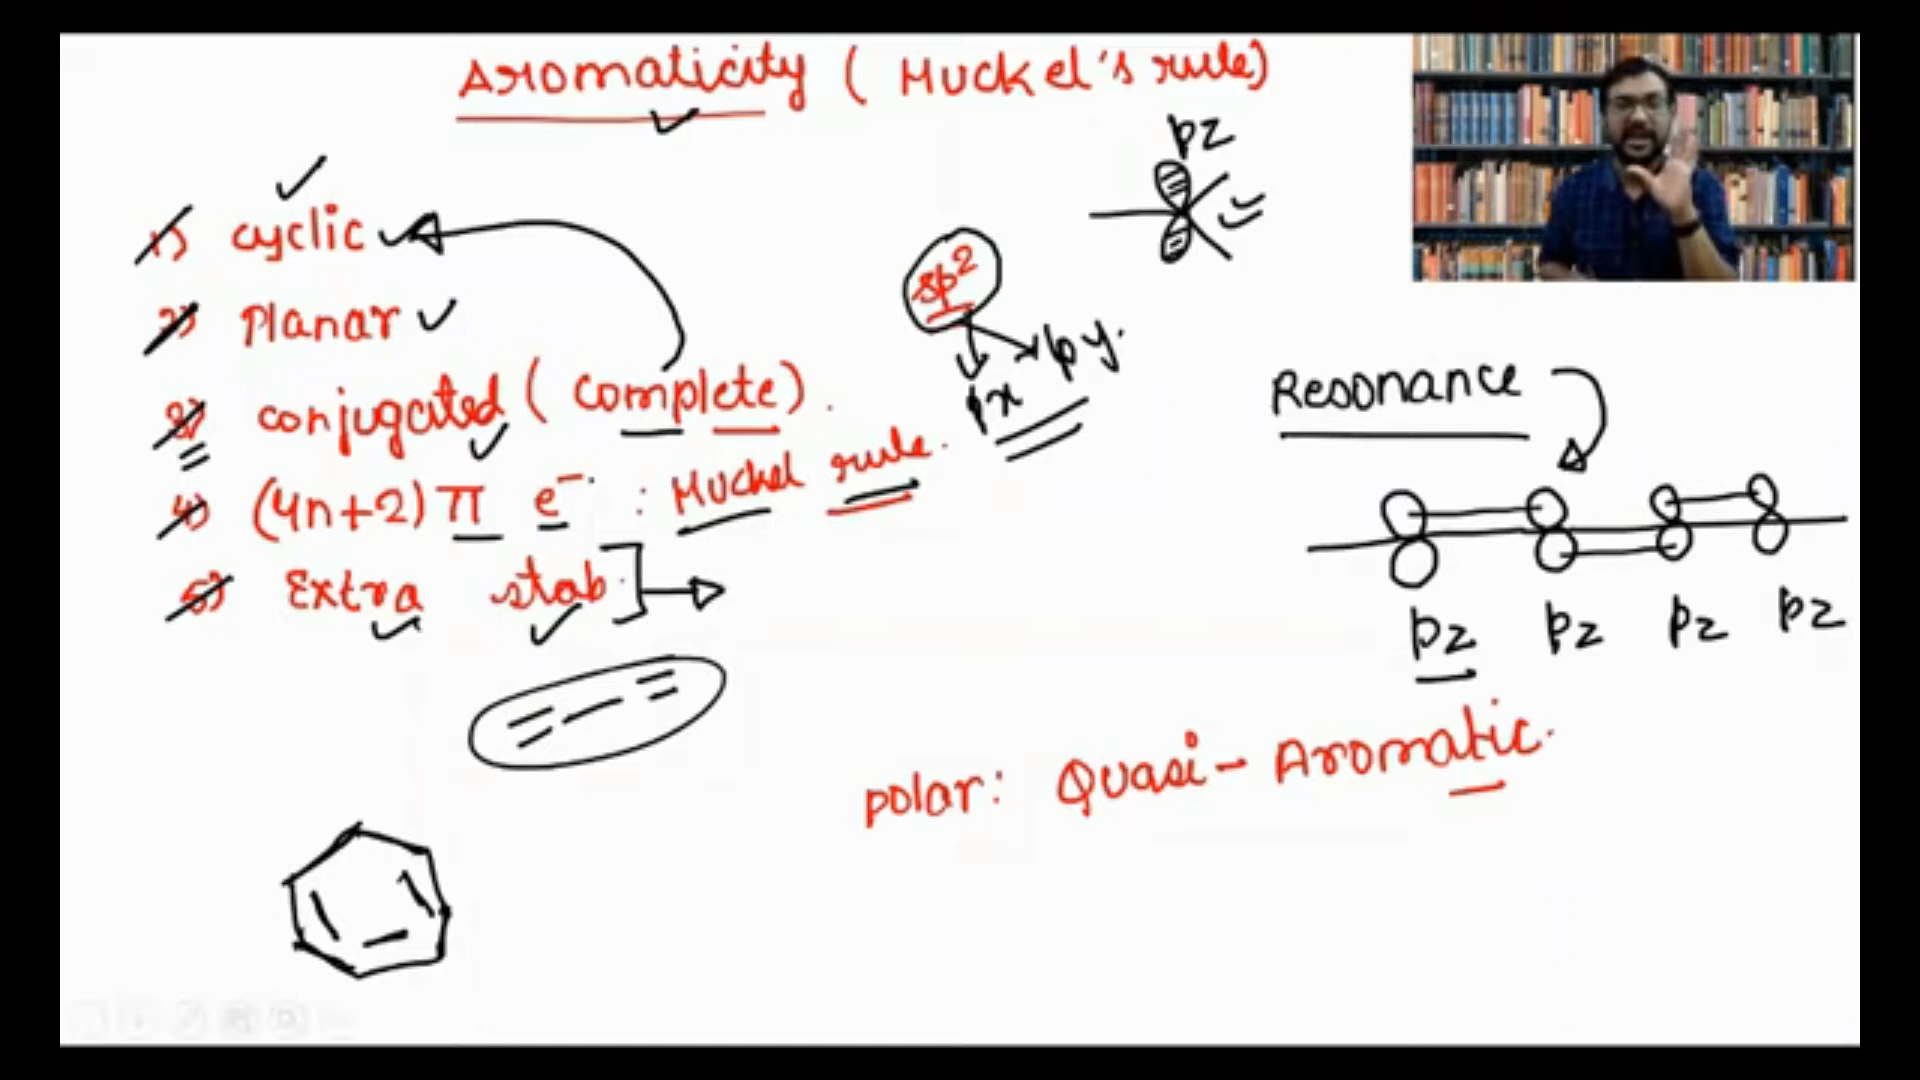 Aromaticity ( Huckel's rule)
pz
1) cyclic
2) Planar
3) conjugated ( complete).
4) (4n+2) π e⁻ : Huckel rule.
5) Extra stab.
sp²
px
py.
Resonance
pz pz pz pz
polar: Quasi-Aromatic.